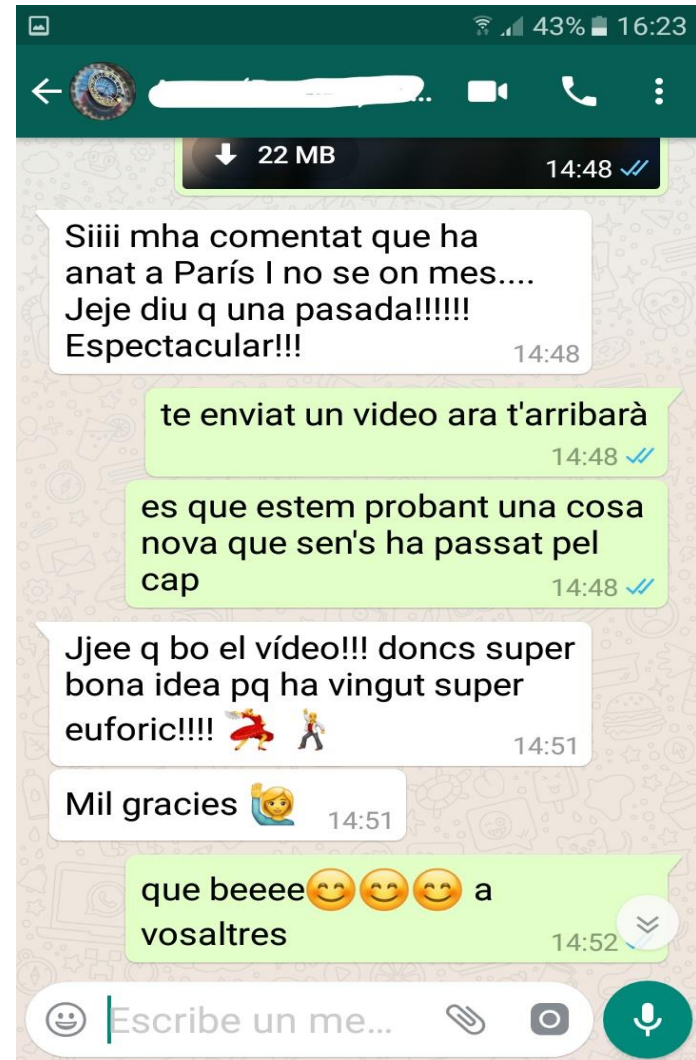 43% 16:23
22 MB
14:48
Siiii mha comentat que ha
anat a París I no se on mes....
Jeje diu q una pasada!!!!!!
Espectacular!!!
14:48
te enviat un video ara t'arribarà
14:48
es que estem probant una cosa
nova que sen's ha passat pel
cap
14:48
Jjee q bo el vídeo!!! doncs super
bona idea pq ha vingut super
euforic!!!! 💃 🕺
14:51
Mil gracies 🙋
14:51
que beeee😊😊😊 a
vosaltres
14:52
Escribe un me...